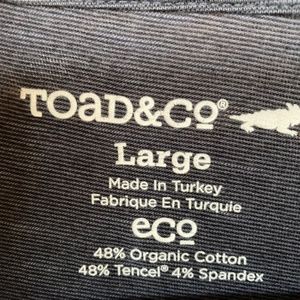 TOAD&CO®
Large
Made In Turkey
Fabrique En Turquie
eco
48% Organic Cotton
48% Tencel® 4% Spandex